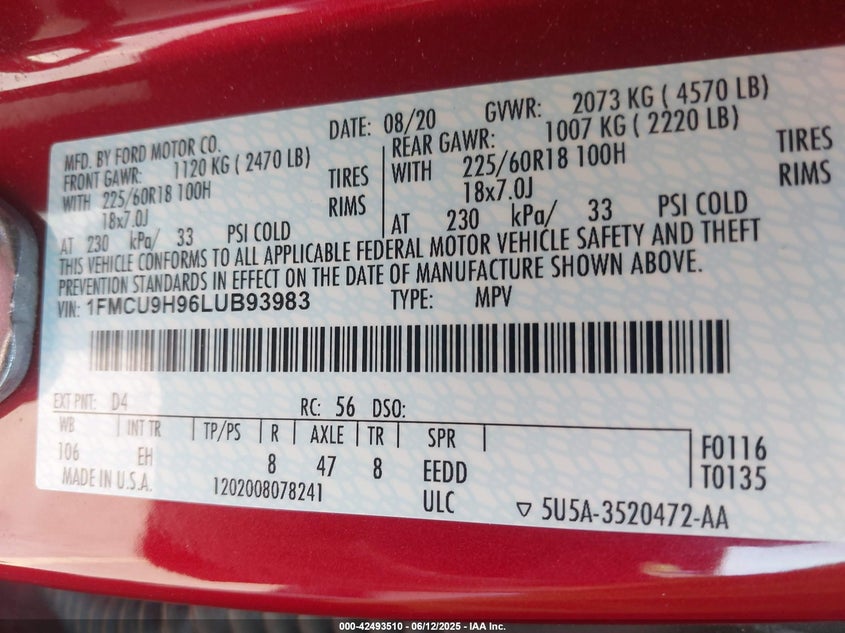 MFD. BY FORD MOTOR CO.
DATE: 08/20 GVWR: 2073 KG ( 4570 LB)
FRONT GAWR: 1120 KG ( 2470 LB) REAR GAWR: 1007 KG ( 2220 LB)
WITH 225/60R18 100H TIRES WITH 225/60R18 100H TIRES
18x7.0J RIMS 18x7.0J RIMS
AT 230 kPa/ 33 PSI COLD AT 230 kPa/ 33 PSI COLD
THIS VEHICLE CONFORMS TO ALL APPLICABLE FEDERAL MOTOR VEHICLE SAFETY AND THEFT
PREVENTION STANDARDS IN EFFECT ON THE DATE OF MANUFACTURE SHOWN ABOVE.
VIN: 1FMCU9H96LUB93983 TYPE: MPV
EXT PNT: D4 RC: 56 DSO:
WB INT TR TP/PS R AXLE TR SPR F0116
106 EH 8 47 8 EEDD T0135
MADE IN U.S.A. 1202008078241 ULC ▽ 5U5A-3520472-AA
000-42493510 - 06/12/2025 - IAA Inc.